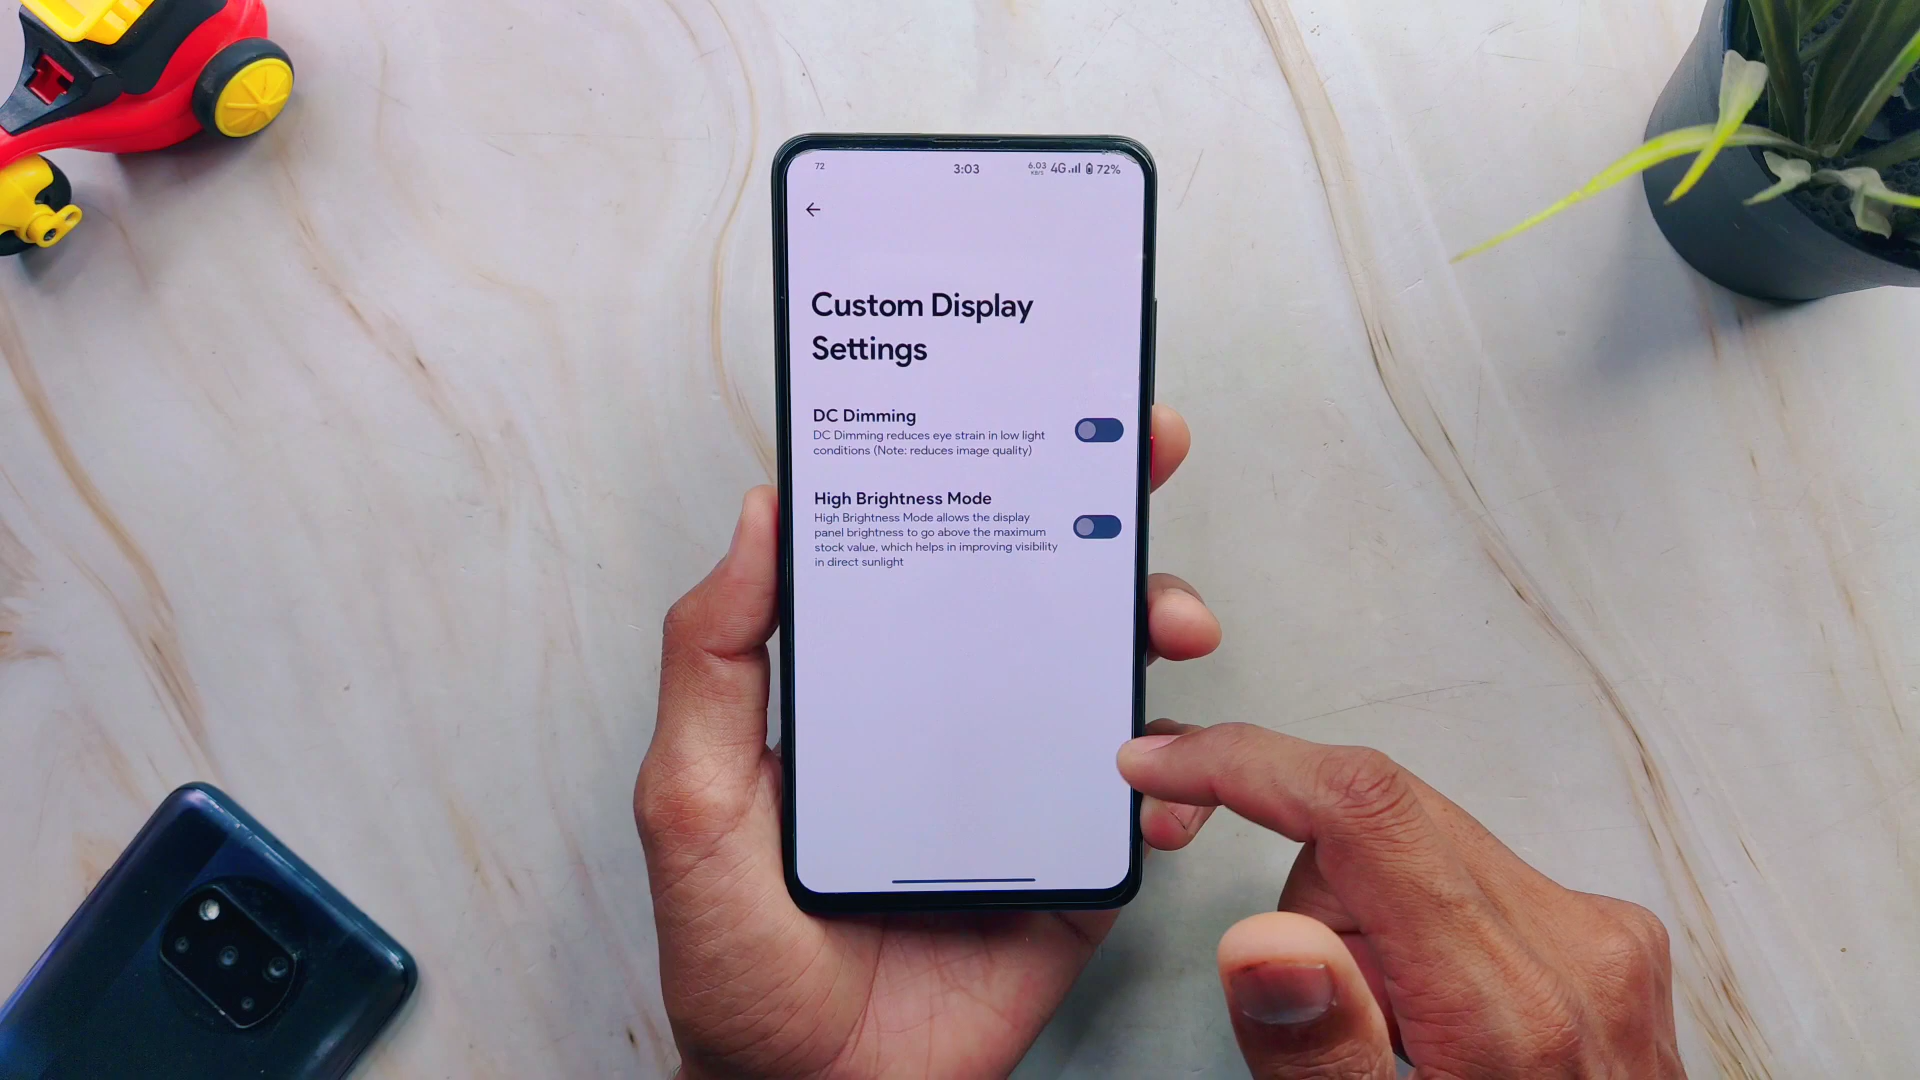 72
3:03
6.03
KB/S
4G
72%
Custom Display
Settings
DC Dimming
DC Dimming reduces eye strain in low light
conditions (Note: reduces image quality)
High Brightness Mode
High Brightness Mode allows the display
panel brightness to go above the maximum
stock value, which helps in improving visibility
in direct sunlight